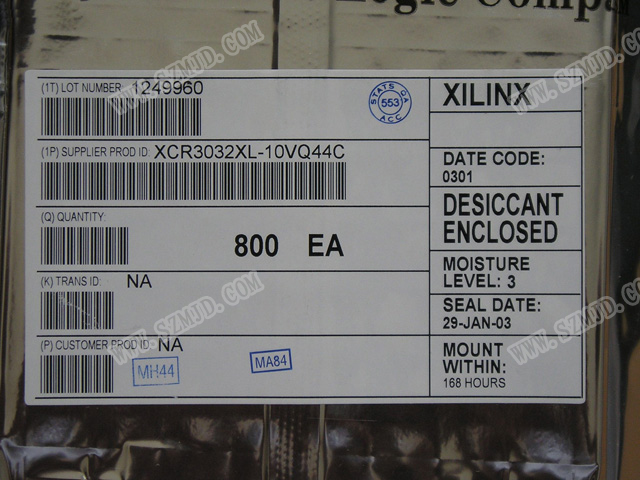 Logic Compa
(1T) LOT NUMBER 1249960
STATS QA
553
ACC
XILINX
(1P) SUPPLIER PROD ID: XCR3032XL-10VQ44C
DATE CODE:
0301
(Q) QUANTITY:
800 EA
DESICCANT
ENCLOSED
MOISTURE
LEVEL: 3
(K) TRANS ID: NA
SEAL DATE:
29-JAN-03
(P) CUSTOMER PROD ID: NA
MH44
MA84
MOUNT
WITHIN:
168 HOURS
WWW.SZMJD.COM
WWW.SZMJD.COM
WWW.SZMJD.COM
WWW.SZMJD.COM